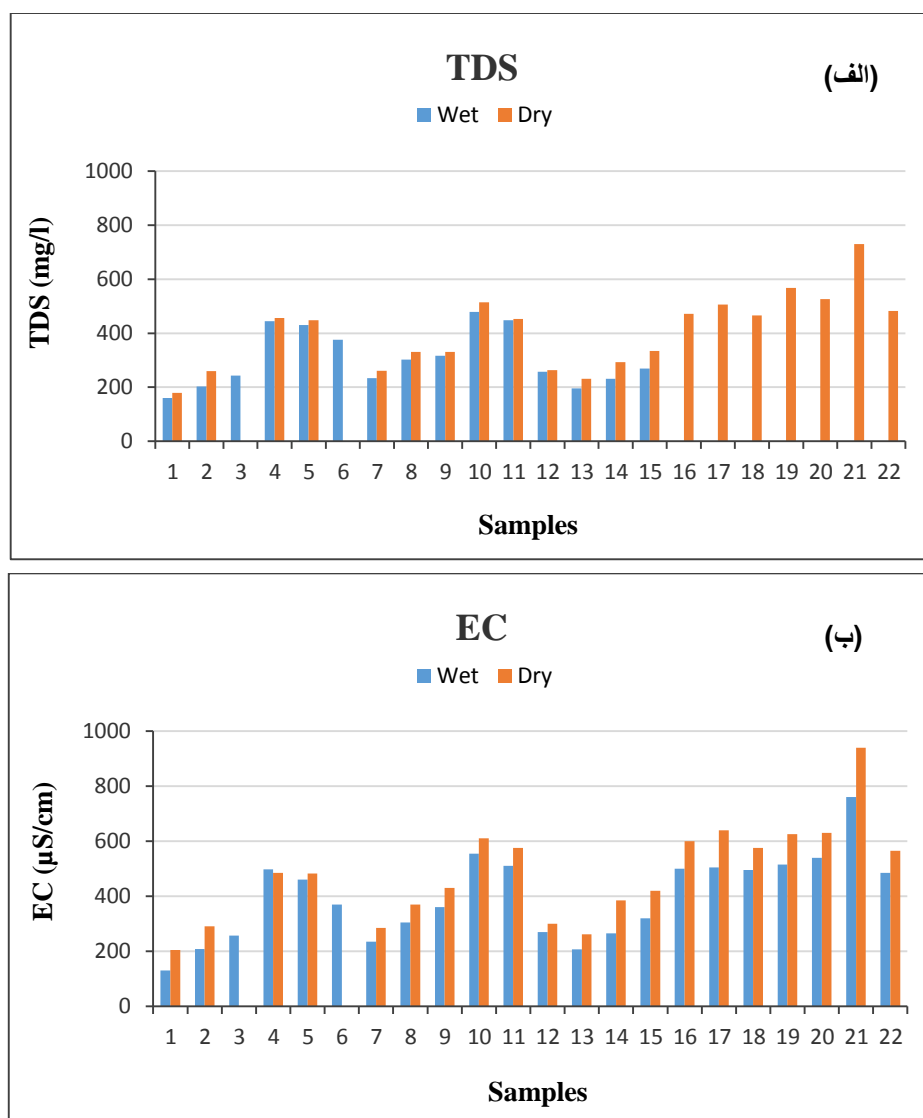 TDS
(الف)
Wet Dry
1000
800
600
400
200
0
TDS (mg/l)
1 2 3 4 5 6 7 8 9 10 11 12 13 14 15 16 17 18 19 20 21 22
Samples
EC
(ب)
Wet Dry
1000
800
600
400
200
0
EC (µS/cm)
1 2 3 4 5 6 7 8 9 10 11 12 13 14 15 16 17 18 19 20 21 22
Samples